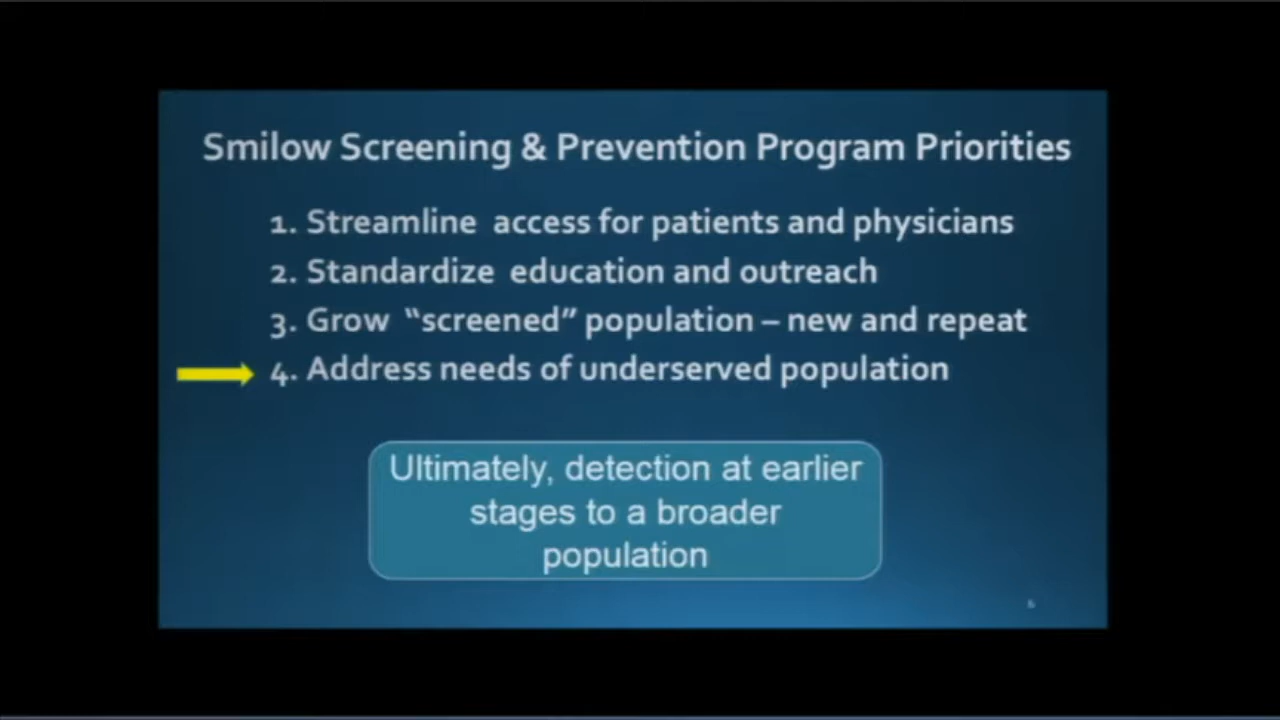 Smilow Screening & Prevention Program Priorities
1. Streamline access for patients and physicians
2. Standardize education and outreach
3. Grow “screened” population – new and repeat
4. Address needs of underserved population
Ultimately, detection at earlier
stages to a broader
population